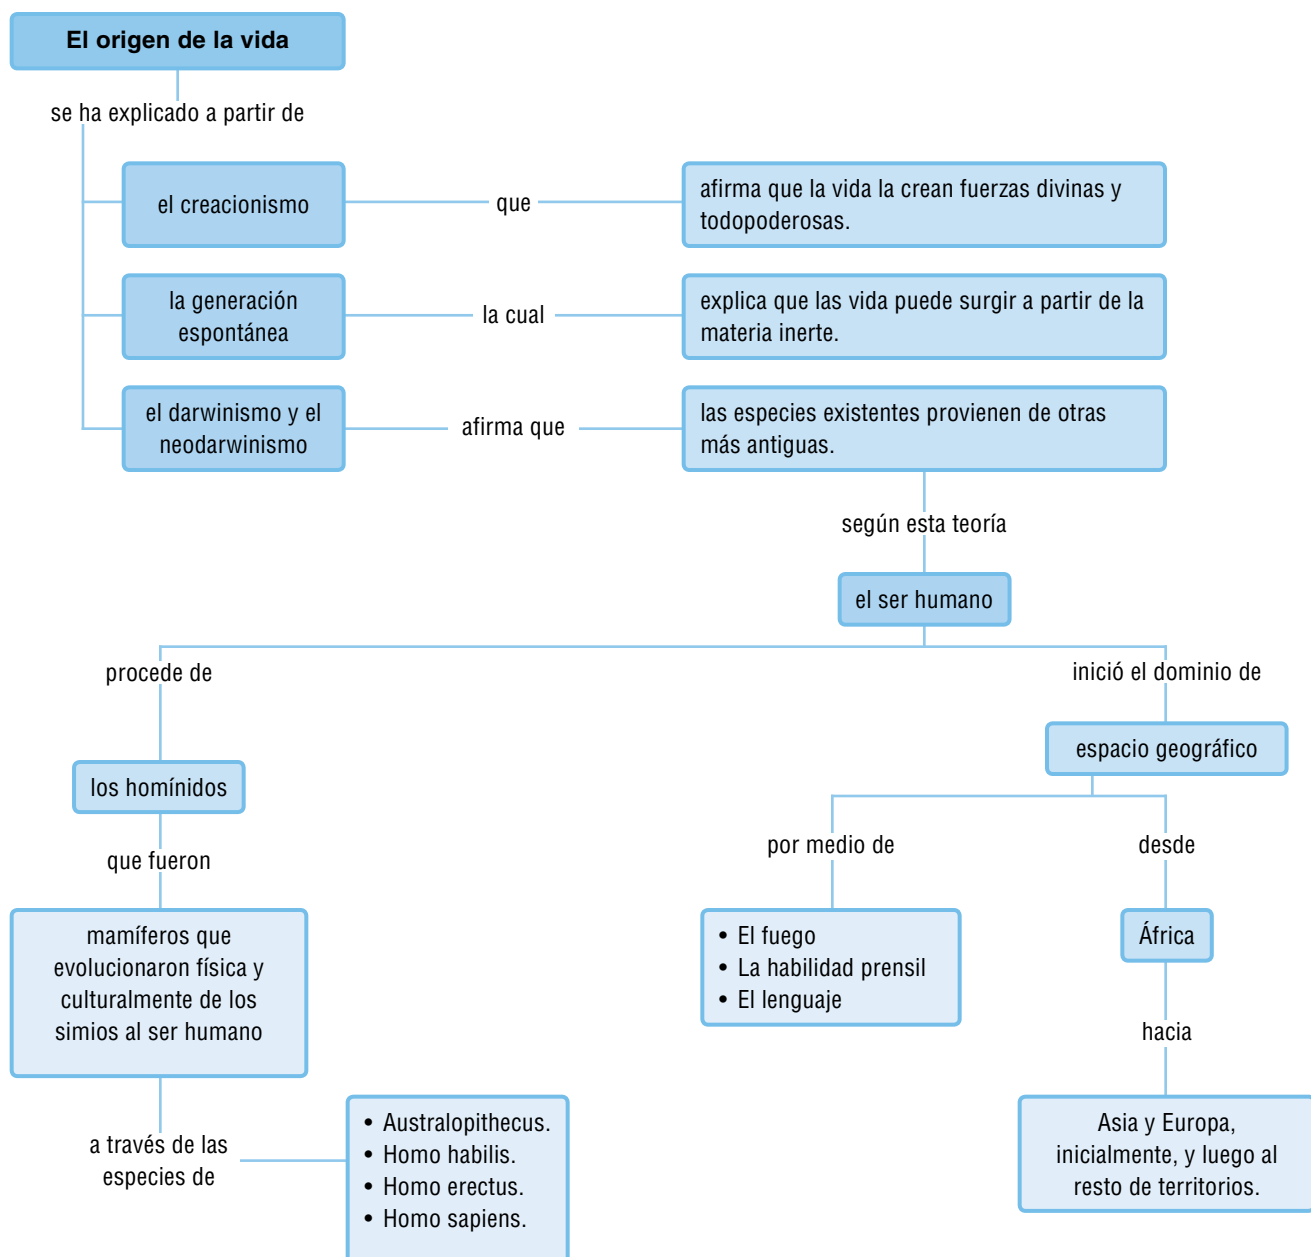 El origen de la vida
se ha explicado a partir de
el creacionismo
que
afirma que la vida la crean fuerzas divinas y
todopoderosas.
la generación
espontánea
la cual
explica que las vida puede surgir a partir de la
materia inerte.
el darwinismo y el
neodarwinismo
afirma que
las especies existentes provienen de otras
más antiguas.
según esta teoría
el ser humano
procede de
los homínidos
que fueron
mamíferos que
evolucionaron física y
culturalmente de los
simios al ser humano
a través de las
especies de
• Australopithecus.
• Homo habilis.
• Homo erectus.
• Homo sapiens.
inició el dominio de
espacio geográfico
por medio de
• El fuego
• La habilidad prensil
• El lenguaje
desde
África
hacia
Asia y Europa,
inicialmente, y luego al
resto de territorios.